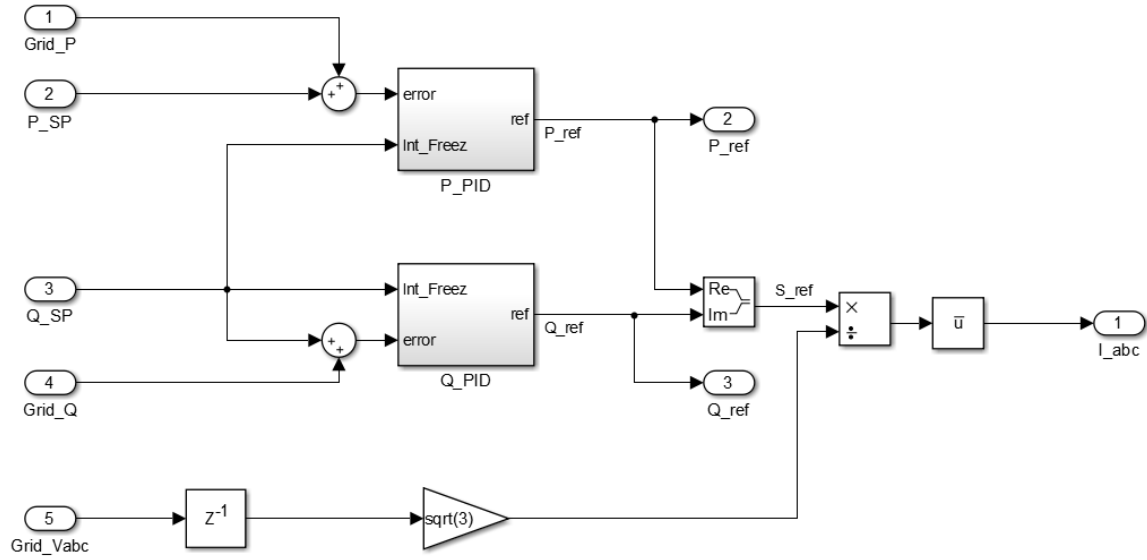 1
Grid_P
2
P_SP
+
+
error
ref
Int_Freez
P_PID
P_ref
2
P_ref
3
Q_SP
Int_Freez
ref
error
Q_PID
Q_ref
+
+
4
Grid_Q
Re
Im
S_ref
×
÷
u
1
I_abc
3
Q_ref
5
Grid_Vabc
Z-1
sqrt(3)